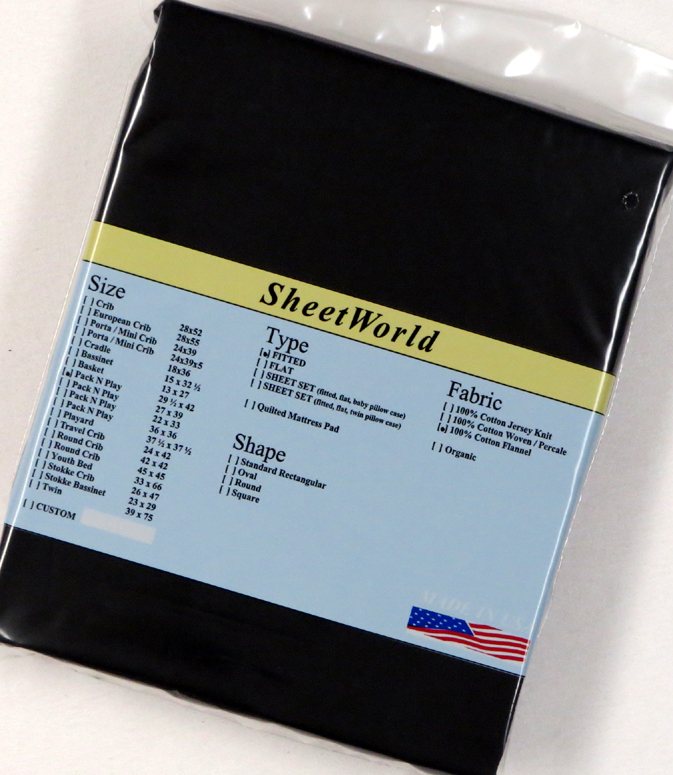 SheetWorld
Size
[ ] Crib 28x52
[ ] European Crib 28x55
[ ] Porta / Mini Crib 24x39
[ ] Porta / Mini Crib 24x39x5
[ ] Cradle 18x36
[ ] Bassinet 15 x 32 ½
[ ] Basket 13 x 27
[•] Pack N Play 29 ½ x 42
[ ] Pack N Play 27 x 39
[ ] Pack N Play 22 x 33
[ ] Pack N Play 36 x 36
[ ] Playard 37 ½ x 37 ½
[ ] Travel Crib 24 x 42
[ ] Round Crib 42 x 42
[ ] Round Crib 45 x 45
[ ] Youth Bed 33 x 66
[ ] Stokke Crib 26 x 47
[ ] Stokke Bassinet 23 x 29
[ ] Twin 39 x 75
[ ] CUSTOM
Type
[•] FITTED
[ ] FLAT
[ ] SHEET SET (fitted, flat, baby pillow case)
[ ] SHEET SET (fitted, flat, twin pillow case)
[ ] Quilted Mattress Pad
Shape
[ ] Standard Rectangular
[ ] Oval
[ ] Round
[ ] Square
Fabric
[ ] 100% Cotton Jersey Knit
[ ] 100% Cotton Woven / Percale
[•] 100% Cotton Flannel
[ ] Organic
MADE IN